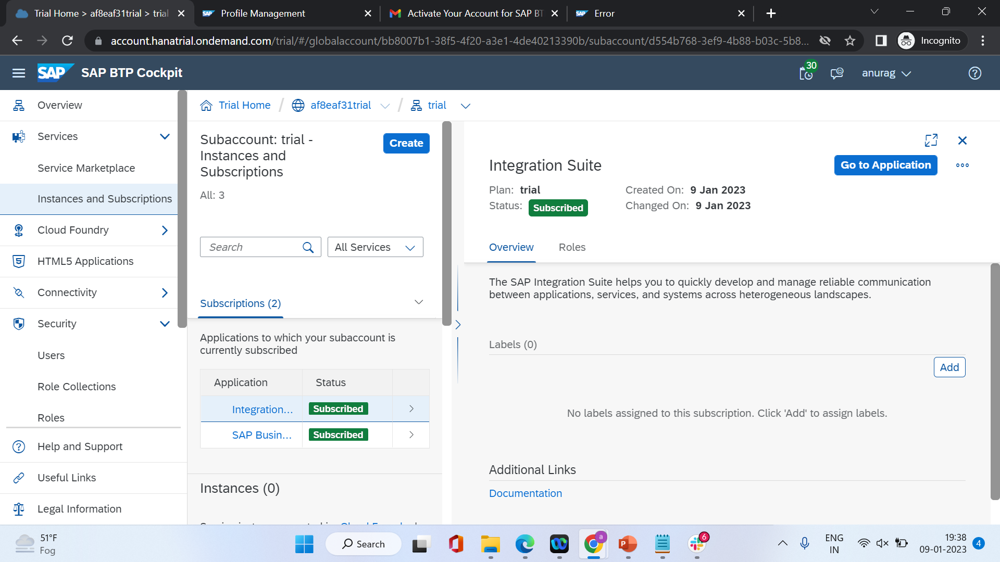 Trial Home > af8eaf31trial > trial
Profile Management
Activate Your Account for SAP BT
Error
account.hanatrial.ondemand.com/trial/#/globalaccount/bb8007b1-38f5-4f20-a3e1-4de40213390b/subaccount/d554b768-3ef9-4b88-b03c-5b8...
Incognito
SAP
SAP BTP Cockpit
30
anurag
Overview
Services
Service Marketplace
Instances and Subscriptions
Cloud Foundry
HTML5 Applications
Connectivity
Security
Users
Role Collections
Roles
Help and Support
Useful Links
Legal Information
Trial Home / af8eaf31trial / trial
Subaccount: trial -
Instances and
Subscriptions
Create
All: 3
Search
All Services
Subscriptions (2)
Applications to which your subaccount is
currently subscribed
Application Status
Integration... Subscribed
SAP Busin... Subscribed
Instances (0)
Integration Suite
Go to Application
Plan: trial
Created On: 9 Jan 2023
Status: Subscribed
Changed On: 9 Jan 2023
Overview Roles
The SAP Integration Suite helps you to quickly develop and manage reliable communication
between applications, services, and systems across heterogeneous landscapes.
Labels (0)
Add
No labels assigned to this subscription. Click 'Add' to assign labels.
Additional Links
Documentation
51°F
Fog
Search
a
6
ENG
IN
19:38
09-01-2023
4